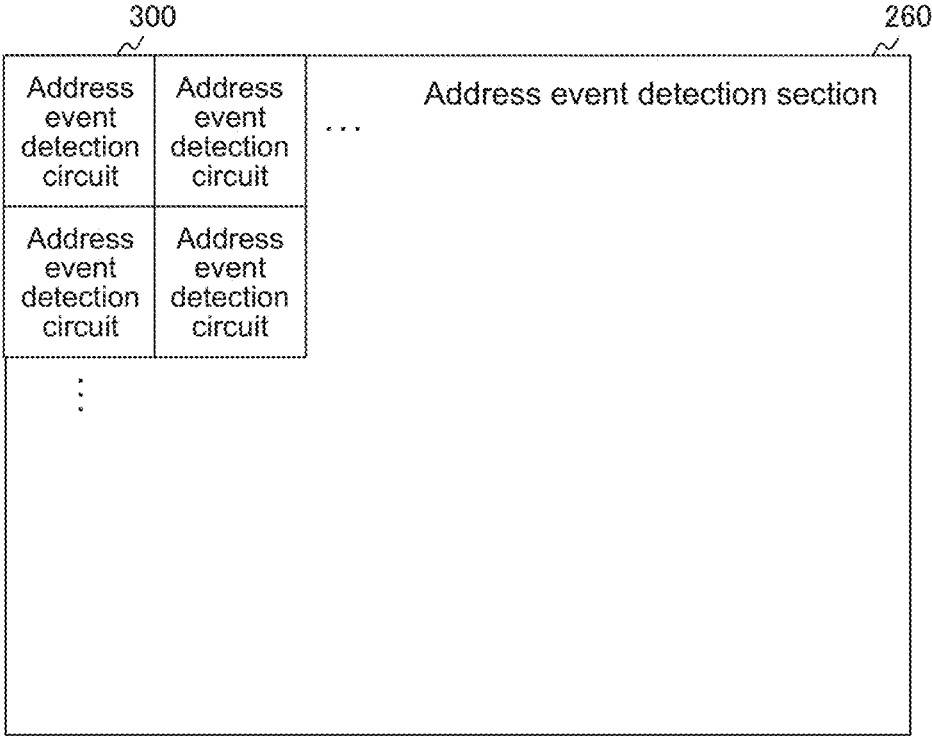 300
260
Address
event
detection
circuit
Address
event
detection
circuit
...
Address event detection section
Address
event
detection
circuit
Address
event
detection
circuit
...